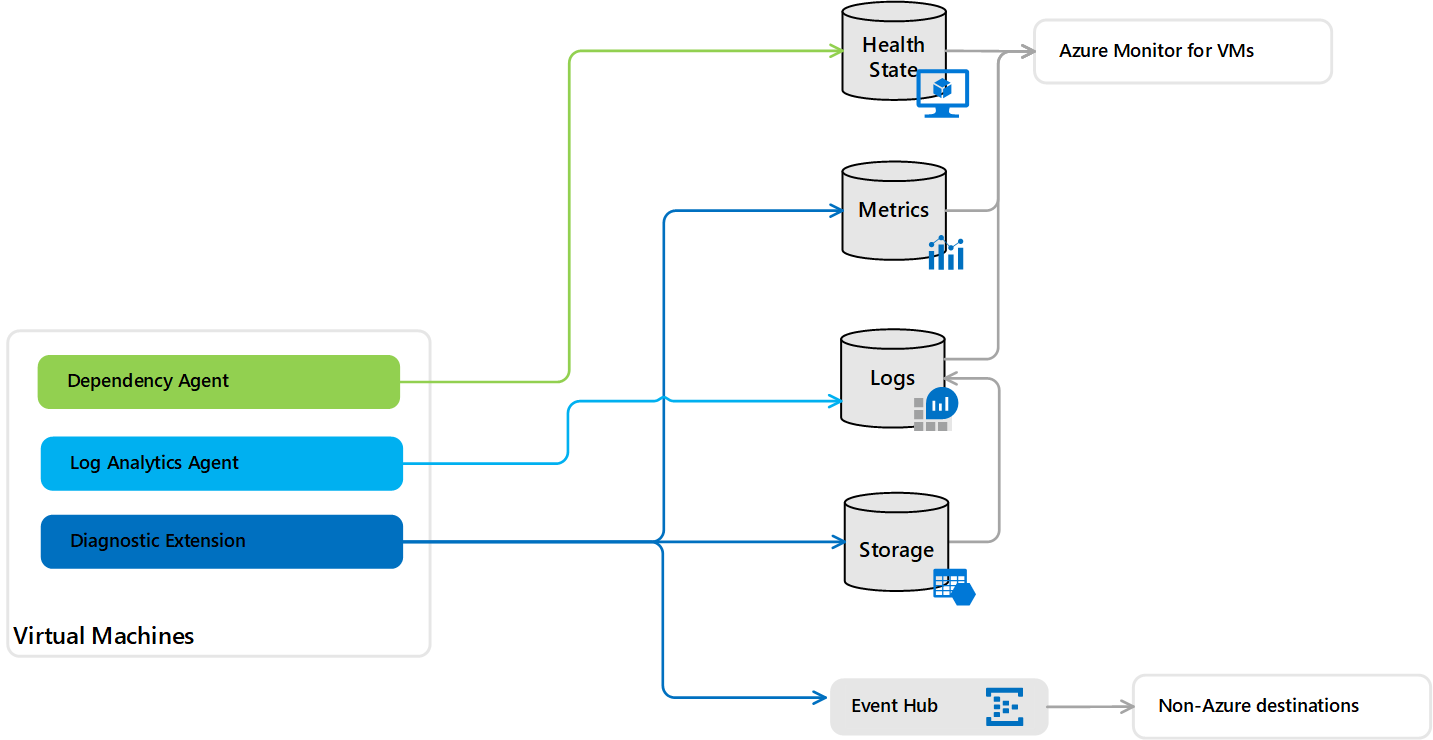 Health
State
Azure Monitor for VMs
Metrics
Dependency Agent
Logs
Log Analytics Agent
Diagnostic Extension
Storage
Virtual Machines
Event Hub
Non-Azure destinations